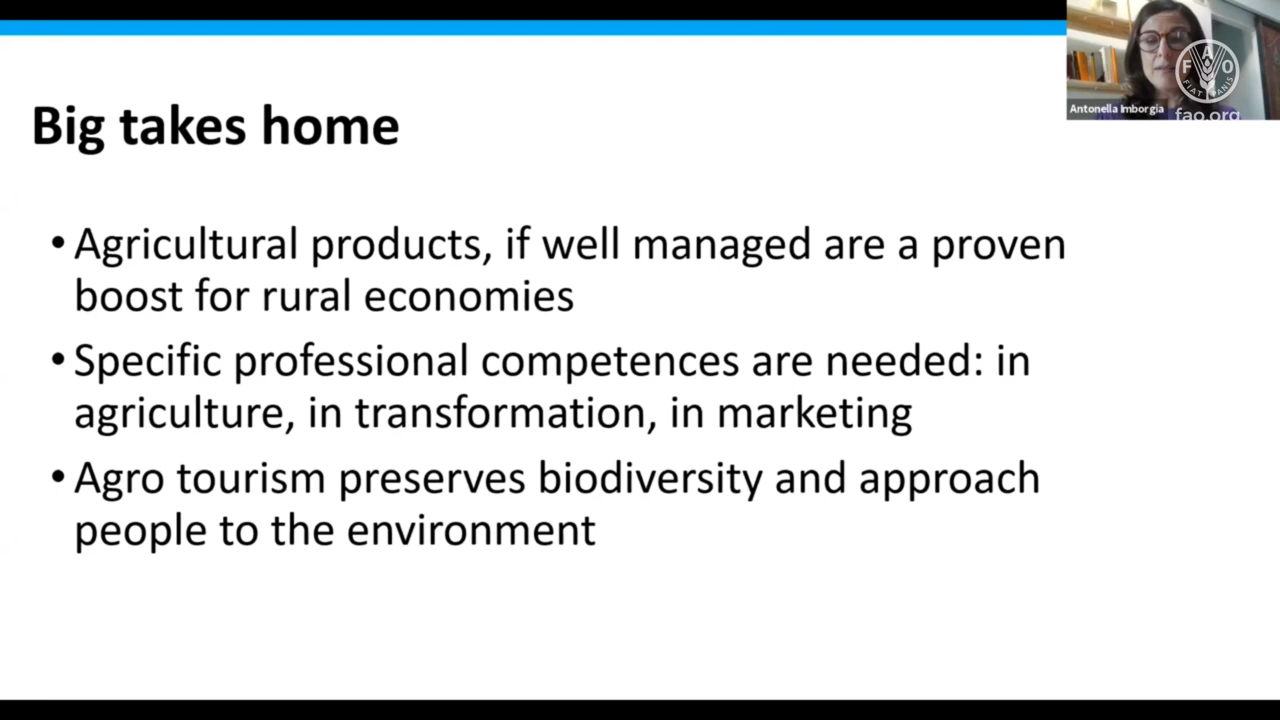 Big takes home
• Agricultural products, if well managed are a proven
boost for rural economies
• Specific professional competences are needed: in
agriculture, in transformation, in marketing
• Agro tourism preserves biodiversity and approach
people to the environment
Antonella Imborgia
F A O
FIAT PANIS
fao.org